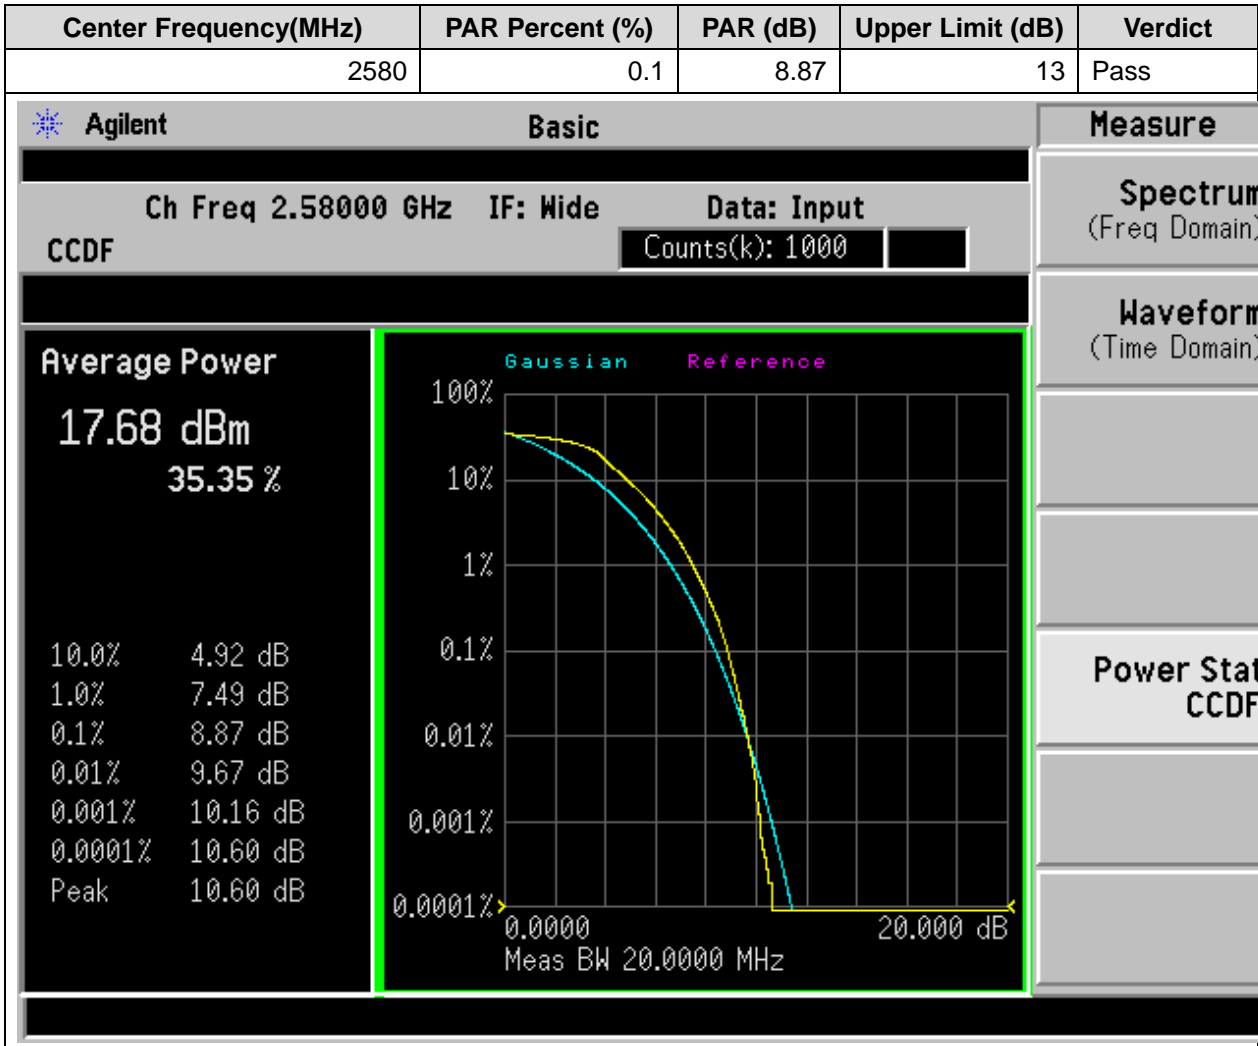 Center Frequency(MHz) PAR Percent (%) PAR (dB) Upper Limit (dB) Verdict
2580 0.1 8.87 13 Pass
Agilent Basic Measure
Ch Freq 2.58000 GHz IF: Wide Data: Input
CCDF Counts(k): 1000
Spectrum
(Freq Domain)
Waveform
(Time Domain)
Power Stat
CCDF
Average Power
17.68 dBm
35.35 %
10.0% 4.92 dB
1.0% 7.49 dB
0.1% 8.87 dB
0.01% 9.67 dB
0.001% 10.16 dB
0.0001% 10.60 dB
Peak 10.60 dB
Gaussian Reference
100%
10%
1%
0.1%
0.01%
0.001%
0.0001%
0.0000 20.000 dB
Meas BW 20.0000 MHz